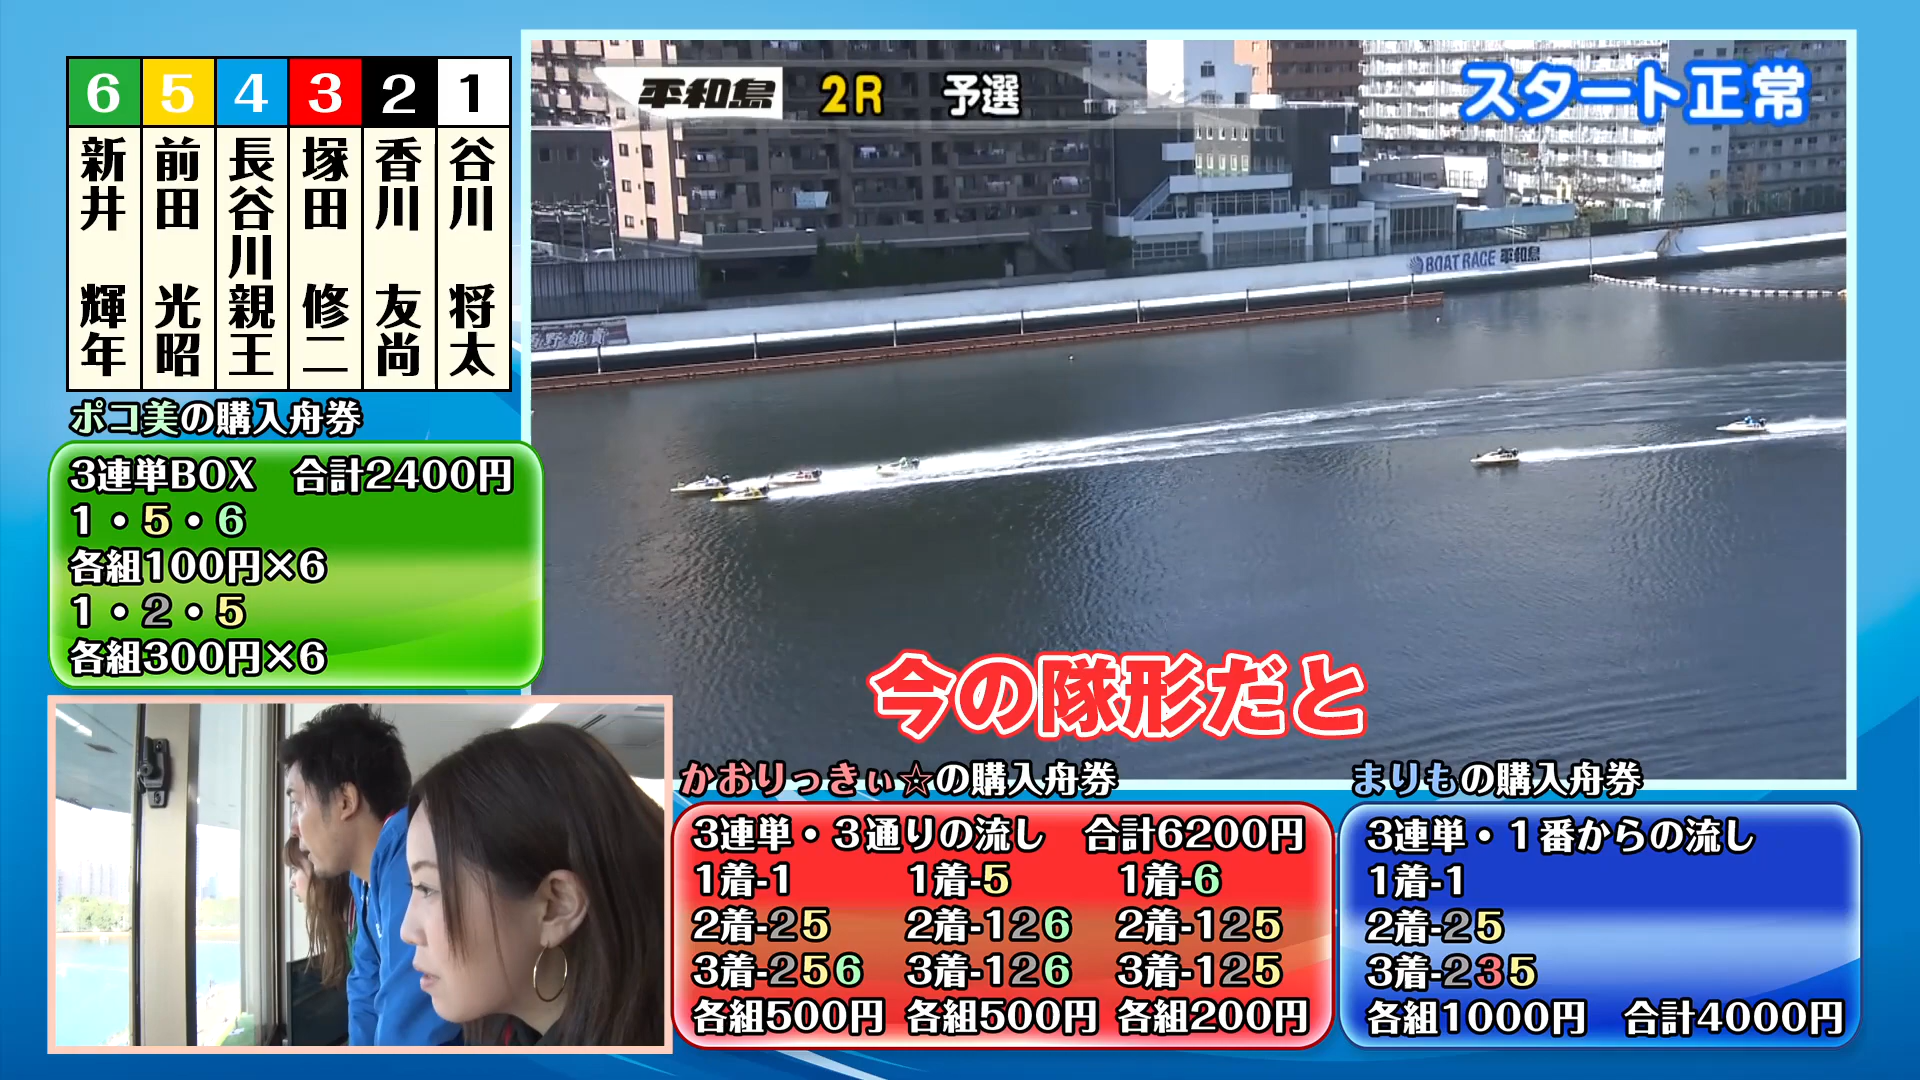 6 5 4 3 2 1
新井 輝年
前田 光昭
長谷川親王
塚田 修二
香川 友尚
谷川 将太
平和島 2R 予選
スタート正常
BOAT RACE 平和島
ポコ美の購入舟券
3連単BOX 合計2400円
1・5・6
各組100円×6
1・2・5
各組300円×6
今の隊形だと
かおりっきぃ☆の購入舟券
3連単・3通りの流し 合計6200円
1着-1 1着-5 1着-6
2着-25 2着-126 2着-125
3着-256 3着-126 3着-125
各組500円 各組500円 各組200円
まりもの購入舟券
3連単・1番からの流し
1着-1
2着-25
3着-235
各組1000円 合計4000円